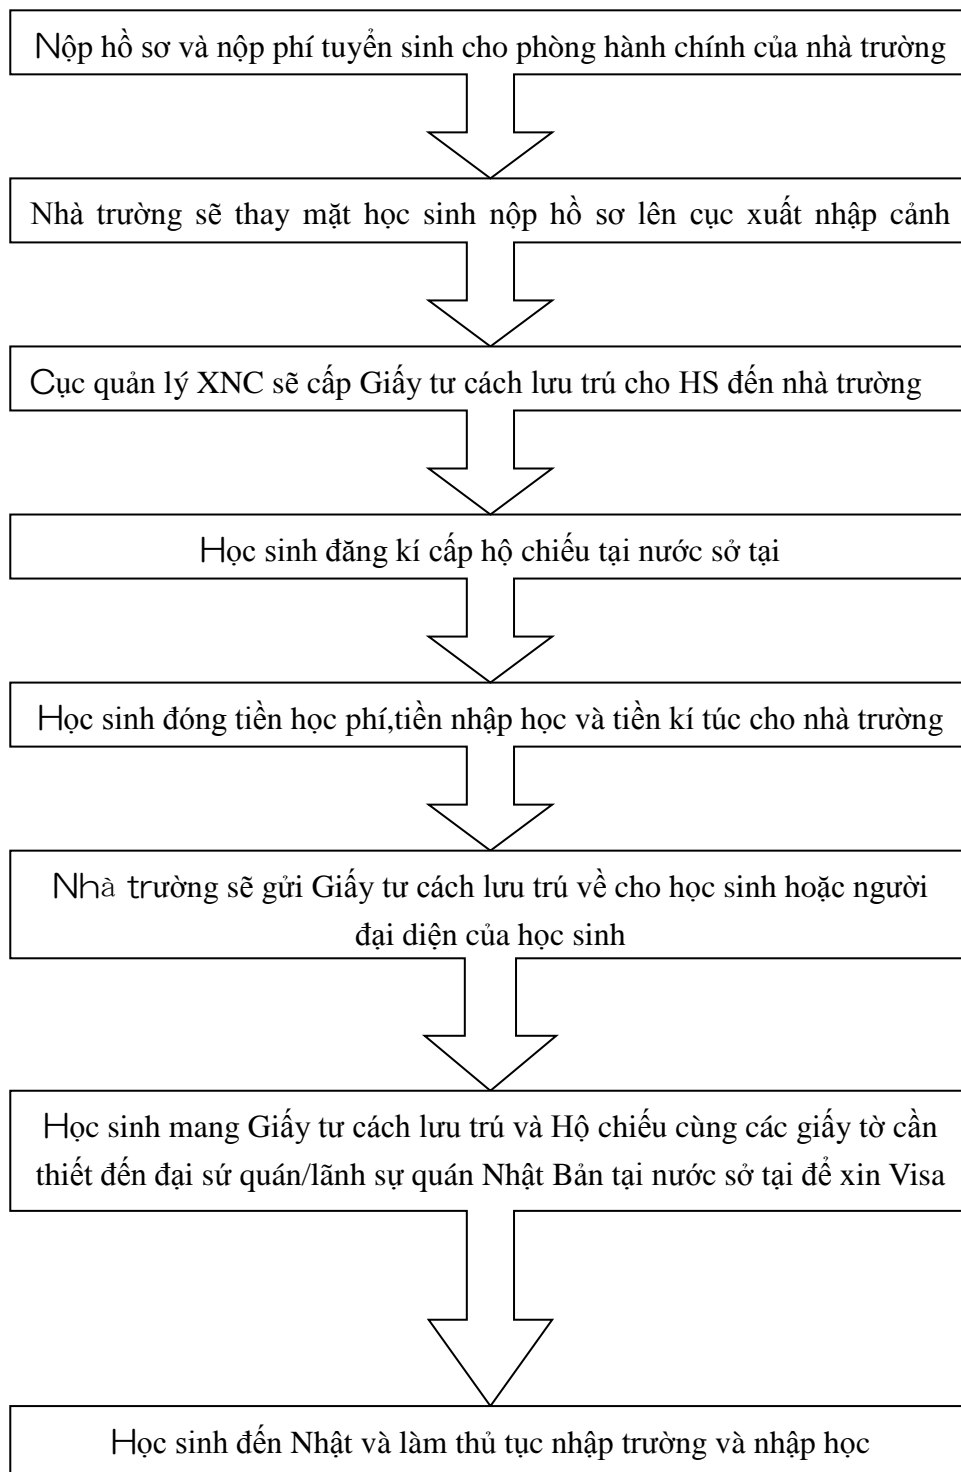 Nộp hồ sơ và nộp phí tuyển sinh cho phòng hành chính của nhà trường
Nhà trường sẽ thay mặt học sinh nộp hồ sơ lên cục xuất nhập cảnh
Cục quản lý XNC sẽ cấp Giấy tư cách lưu trú cho HS đến nhà trường
Học sinh đăng kí cấp hộ chiếu tại nước sở tại
Học sinh đóng tiền học phí,tiền nhập học và tiền kí túc cho nhà trường
Nhà trường sẽ gửi Giấy tư cách lưu trú về cho học sinh hoặc người
đại diện của học sinh
Học sinh mang Giấy tư cách lưu trú và Hộ chiếu cùng các giấy tờ cần
thiết đến đại sứ quán/lãnh sự quán Nhật Bản tại nước sở tại để xin Visa
Học sinh đến Nhật và làm thủ tục nhập trường và nhập học